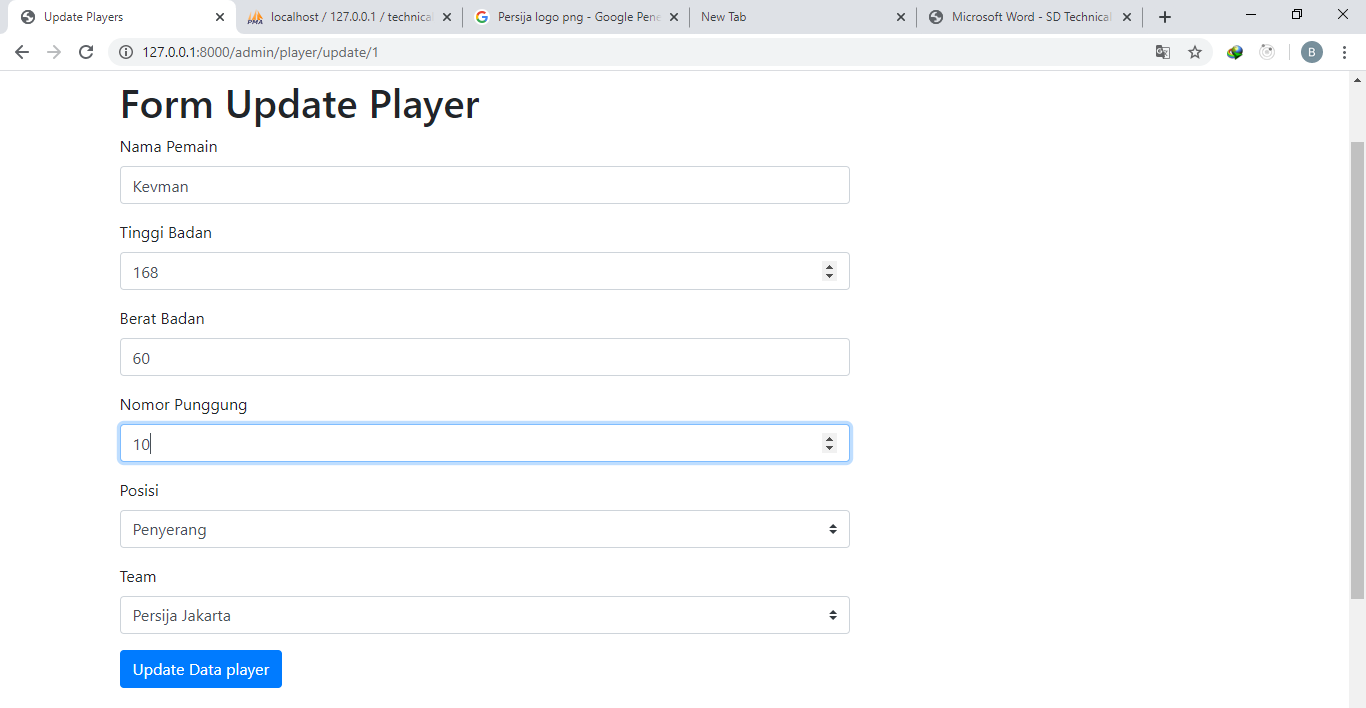 Update Players
localhost / 127.0.0.1 / technical
Persija logo png - Google Pene
New Tab
Microsoft Word - SD Technical
127.0.0.1:8000/admin/player/update/1
B
Form Update Player
Nama Pemain
Kevman
Tinggi Badan
168
Berat Badan
60
Nomor Punggung
10
Posisi
Penyerang
Team
Persija Jakarta
Update Data player